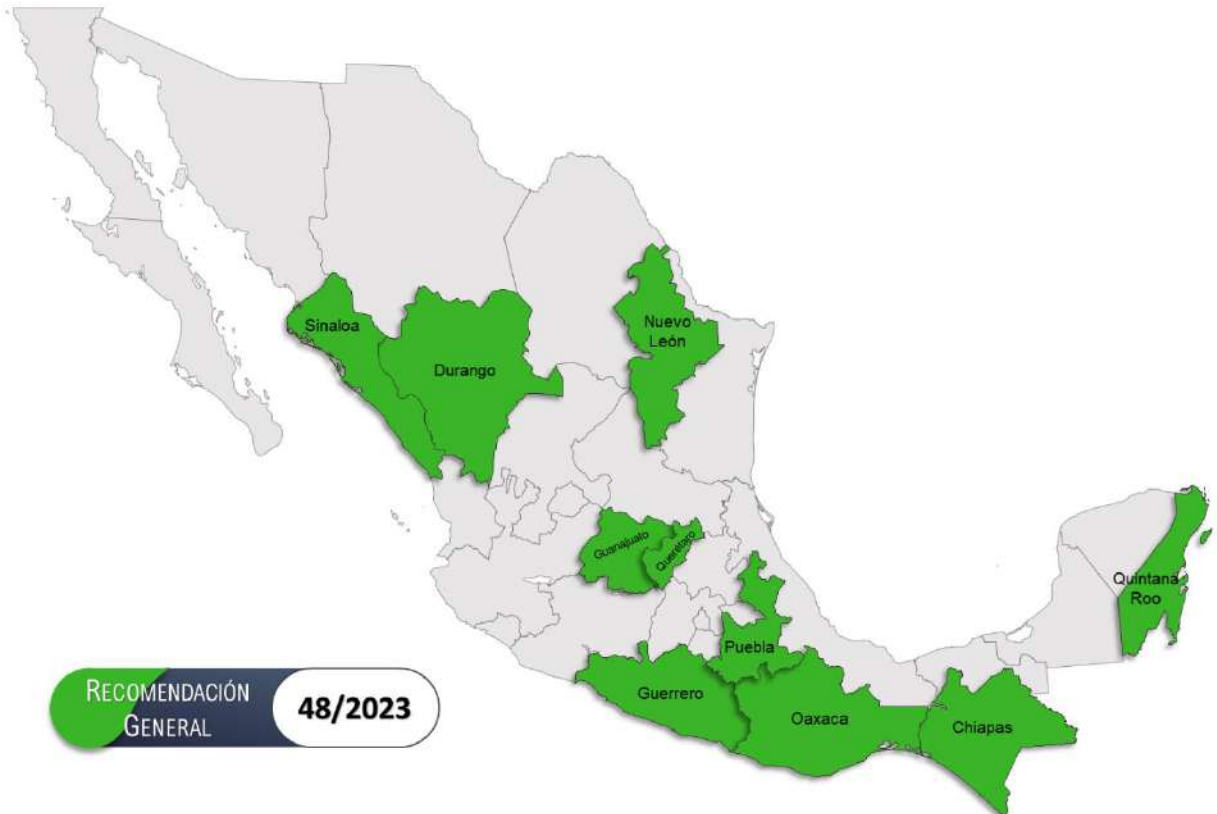 Sinaloa
Durango
Nuevo
León
Guanajuato
Querétaro
Quintana
Roo
Puebla
Guerrero
Oaxaca
Chiapas
RECOMENDACIÓN
GENERAL
48/2023